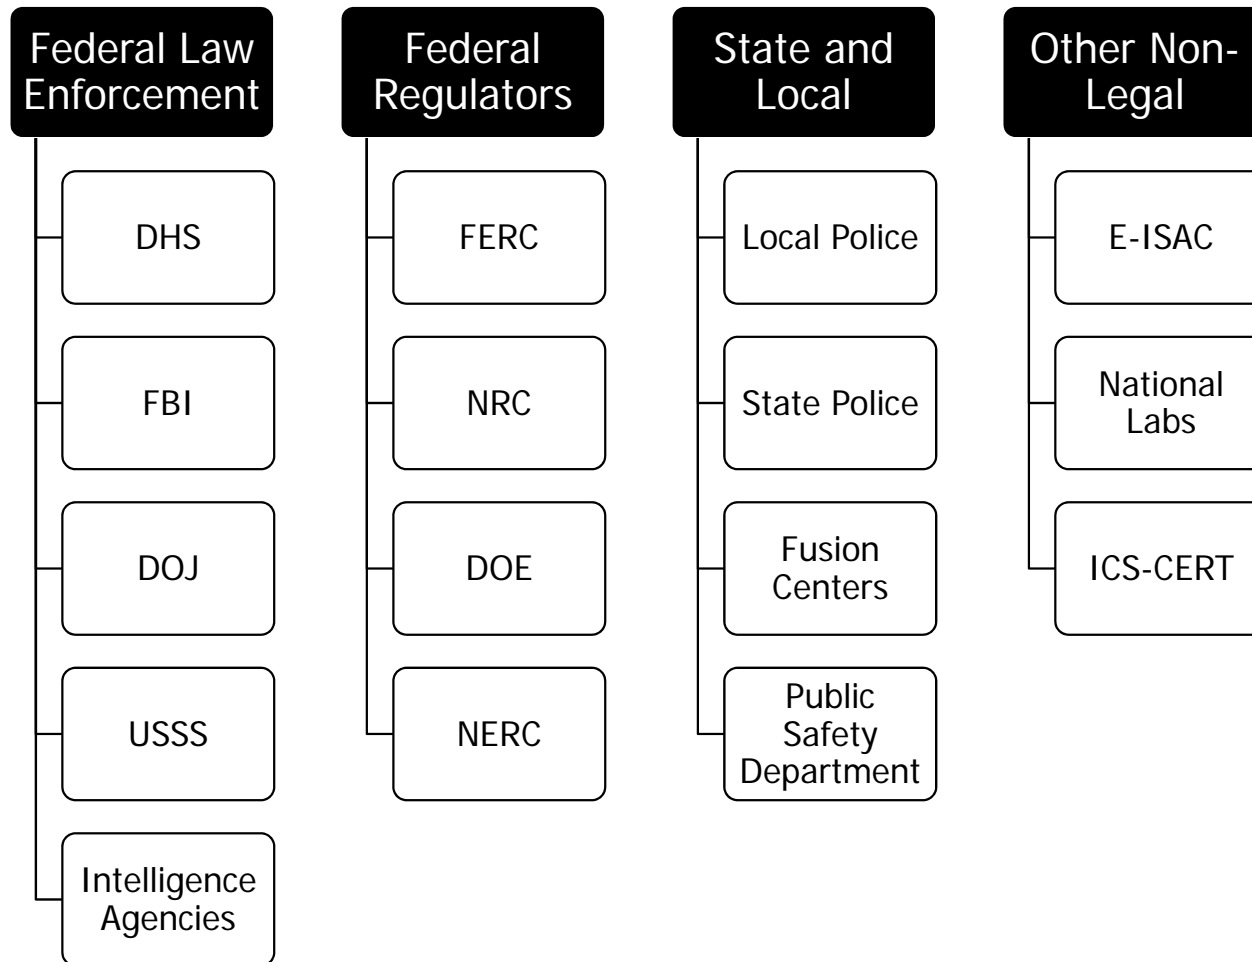 Federal Law
Enforcement
DHS
FBI
DOJ
USSS
Intelligence
Agencies
Federal
Regulators
FERC
NRC
DOE
NERC
State and
Local
Local Police
State Police
Fusion
Centers
Public
Safety
Department
Other Non-
Legal
E-ISAC
National
Labs
ICS-CERT